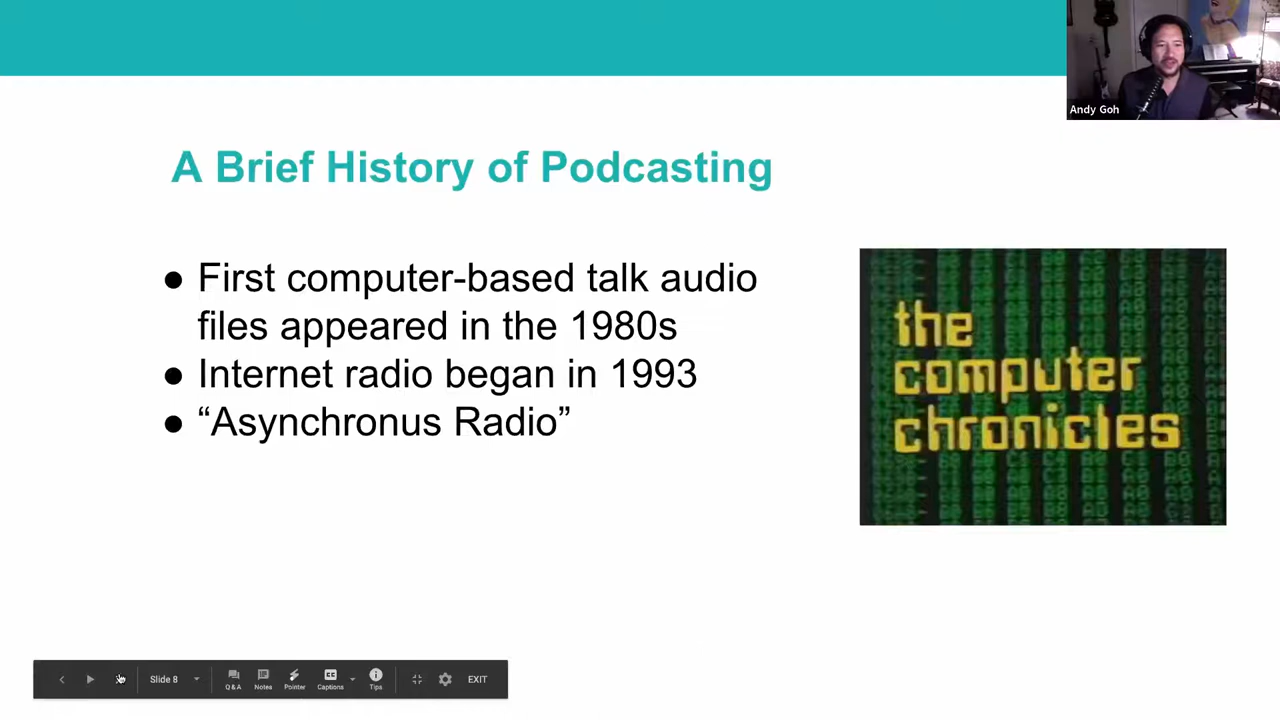 Andy Goh
A Brief History of Podcasting
● First computer-based talk audio
files appeared in the 1980s
● Internet radio began in 1993
● “Asynchronus Radio”
the
computer
chronicles
Slide 8
Q&A
Notes
Pointer
CC
Captions
Tips
EXIT